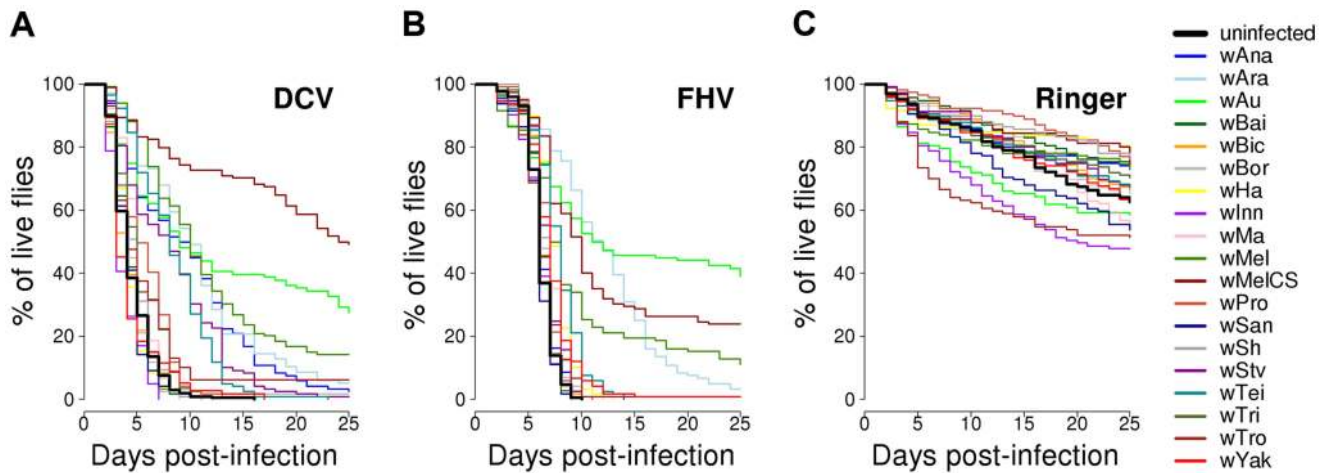 A
B
C
DCV
FHV
Ringer
% of live flies
100
80
60
40
20
0
0 5 10 15 20 25
Days post-infection
% of live flies
100
80
60
40
20
0
0 5 10 15 20 25
Days post-infection
% of live flies
100
80
60
40
20
0
0 5 10 15 20 25
Days post-infection
uninfected
wAna
wAra
wAu
wBai
wBic
wBor
wHa
wInn
wMa
wMel
wMelCS
wPro
wSan
wSh
wStv
wTei
wTri
wTro
wYak